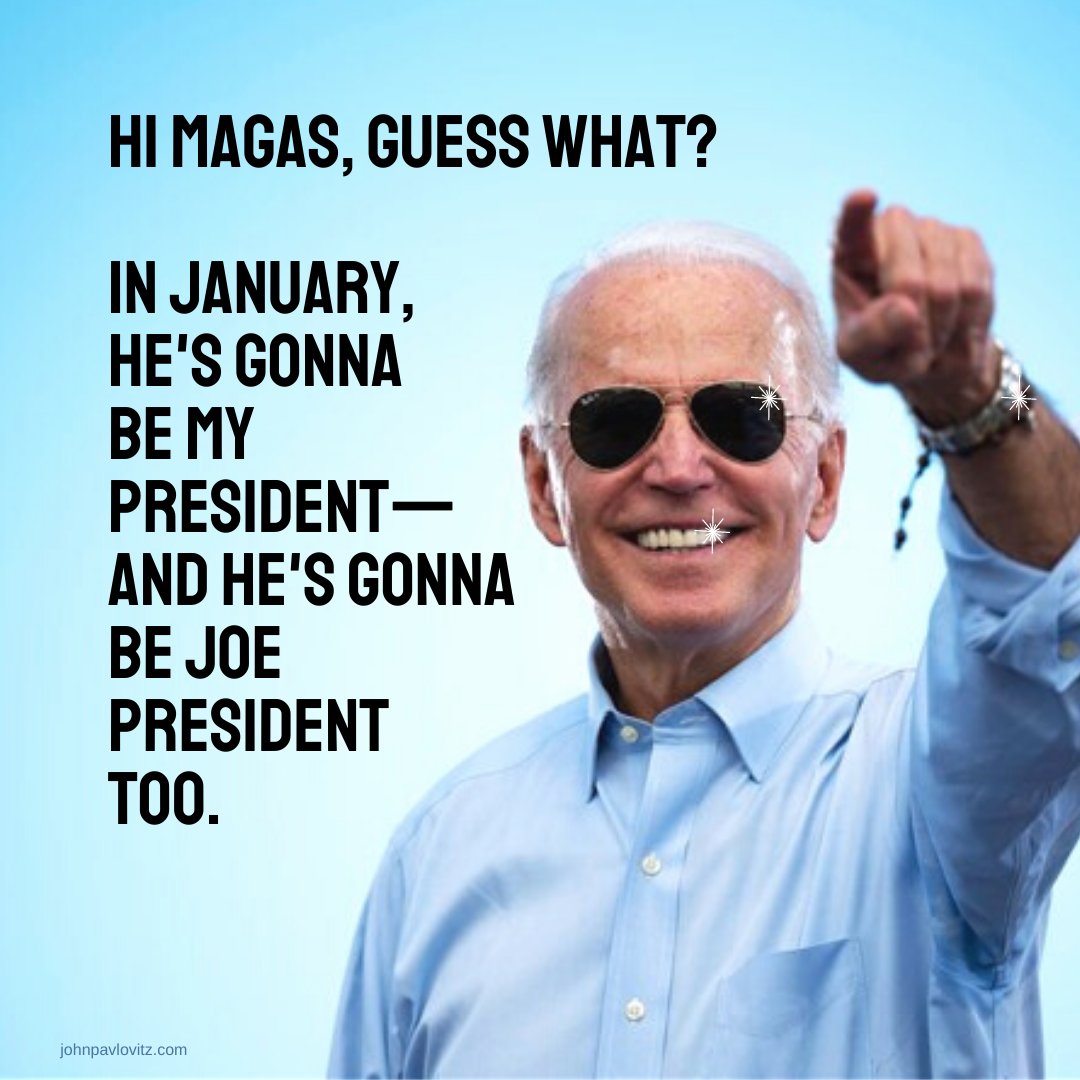 HI MAGAS, GUESS WHAT?
IN JANUARY,
HE'S GONNA
BE MY
PRESIDENT—
AND HE'S GONNA
BE JOE
PRESIDENT
TOO.
johnpavlovitz.com